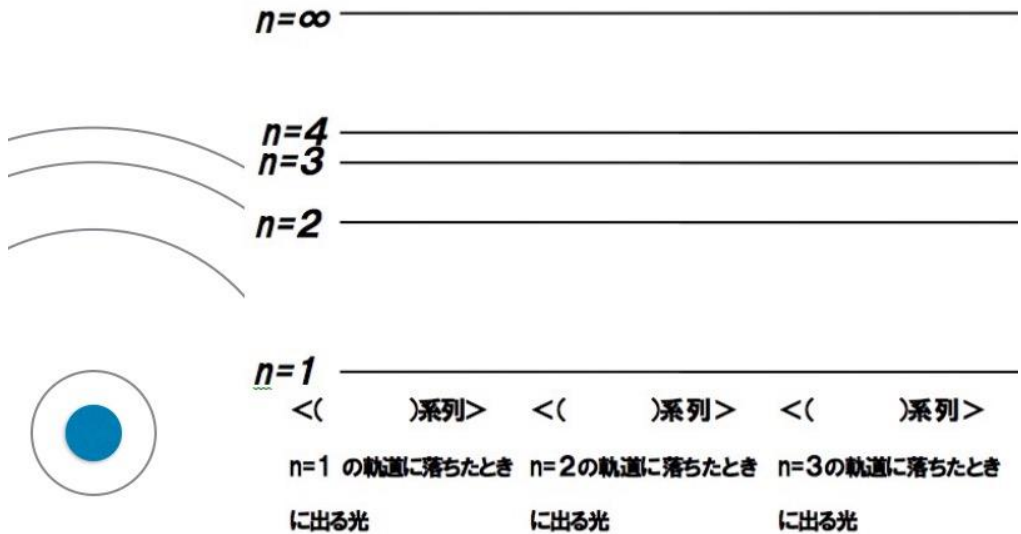 n=∞
n=4
n=3
n=2
n=1
<(　　　)系列> <(　　　)系列> <(　　　)系列>
n=1 の軌道に落ちたとき n=2の軌道に落ちたとき n=3の軌道に落ちたとき
に出る光 に出る光 に出る光